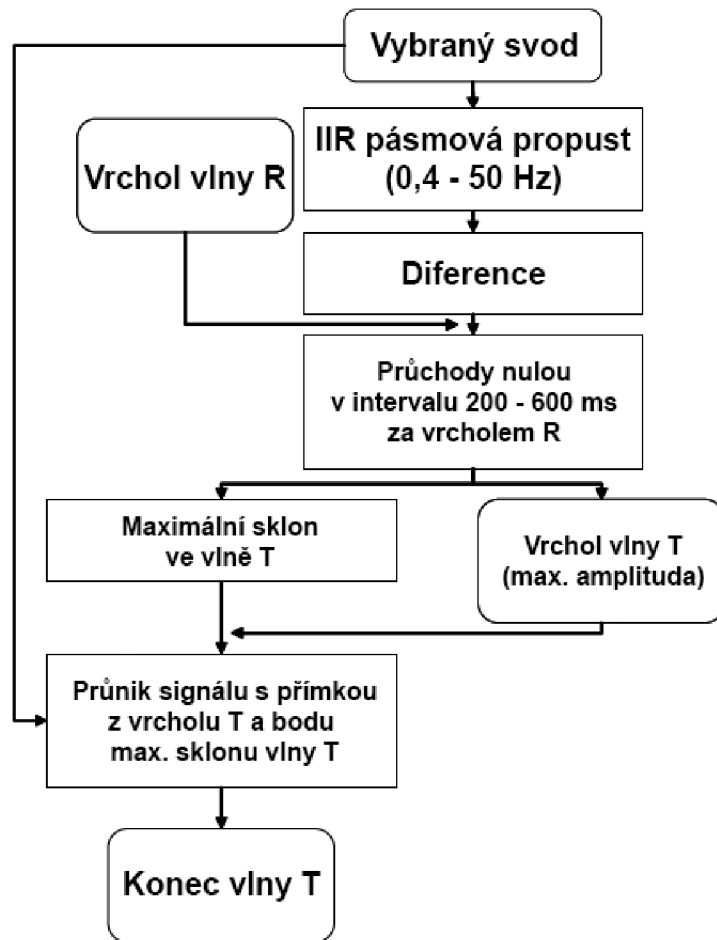 Vybraný svod
IIR pásmová propust
(0,4 - 50 Hz)
Vrchol vlny R
Diference
Průchody nulou
v intervalu 200 - 600 ms
za vrcholem R
Maximální sklon
ve vlně T
Vrchol vlny T
(max. amplituda)
Průnik signálu s přímkou
z vrcholu T a bodu
max. sklonu vlny T
Konec vlny T